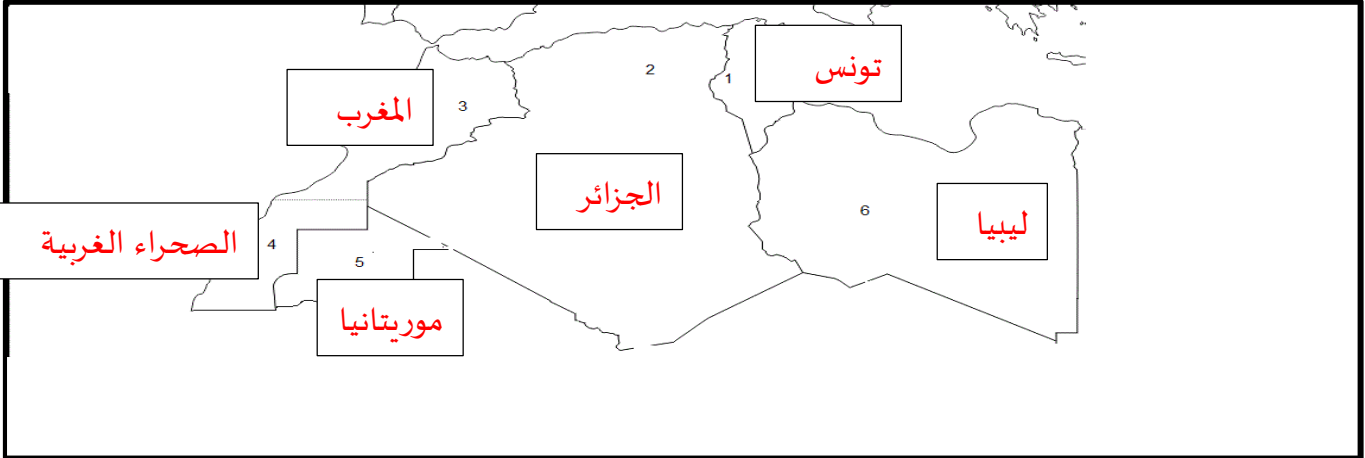 تونس
2
1
المغرب
3
الجزائر
ليبيا
6
الصحراء الغربية
4
5
موريتانيا